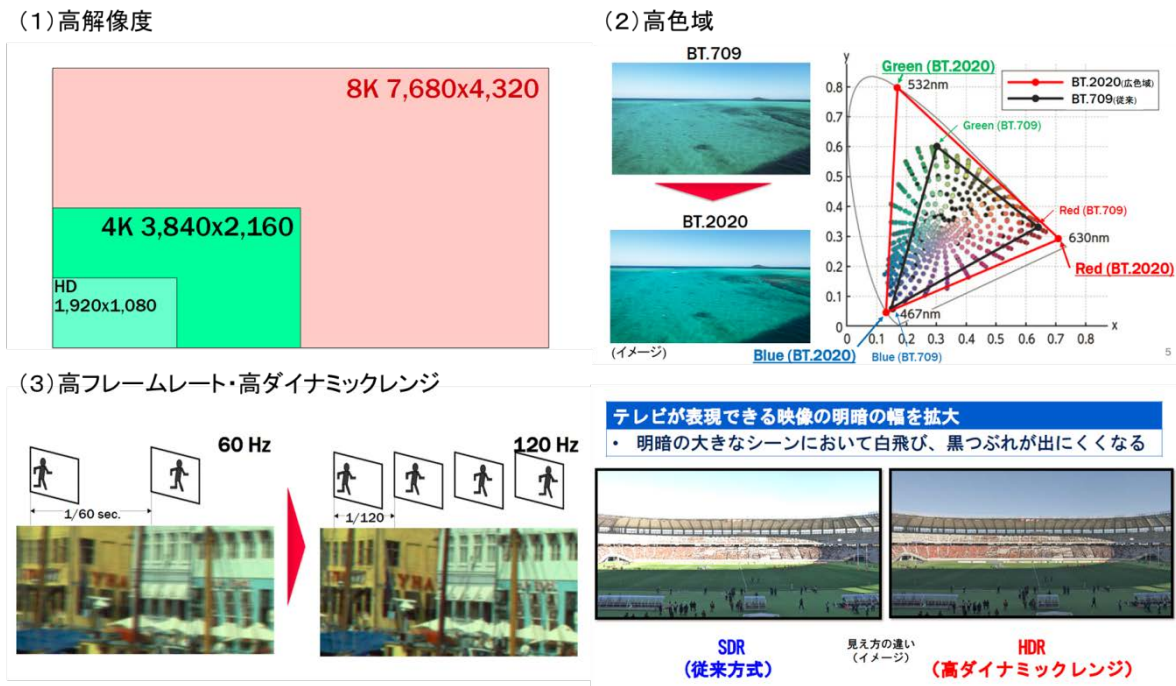 （１）高解像度
8K 7,680x4,320
4K 3,840x2,160
HD
1,920x1,080
（２）高色域
BT.709
BT.2020
(イメージ)
y
Green (BT.2020)
532nm
BT.2020(広色域)
BT.709(従来)
Green (BT.709)
0.8
0.7
0.6
0.5
0.4
0.3
0.2
0.1
0
Red (BT.709)
630nm
Red (BT.2020)
467nm
0.1 0.2 0.3 0.4 0.5 0.6 0.7 0.8
x
Blue (BT.2020)
Blue (BT.709)
5
（３）高フレームレート・高ダイナミックレンジ
60 Hz
1/60 sec.
120 Hz
1/120
テレビが表現できる映像の明暗の幅を拡大
• 明暗の大きなシーンにおいて白飛び、黒つぶれが出にくくなる
SDR
(従来方式)
見え方の違い
（イメージ）
HDR
(高ダイナミックレンジ)